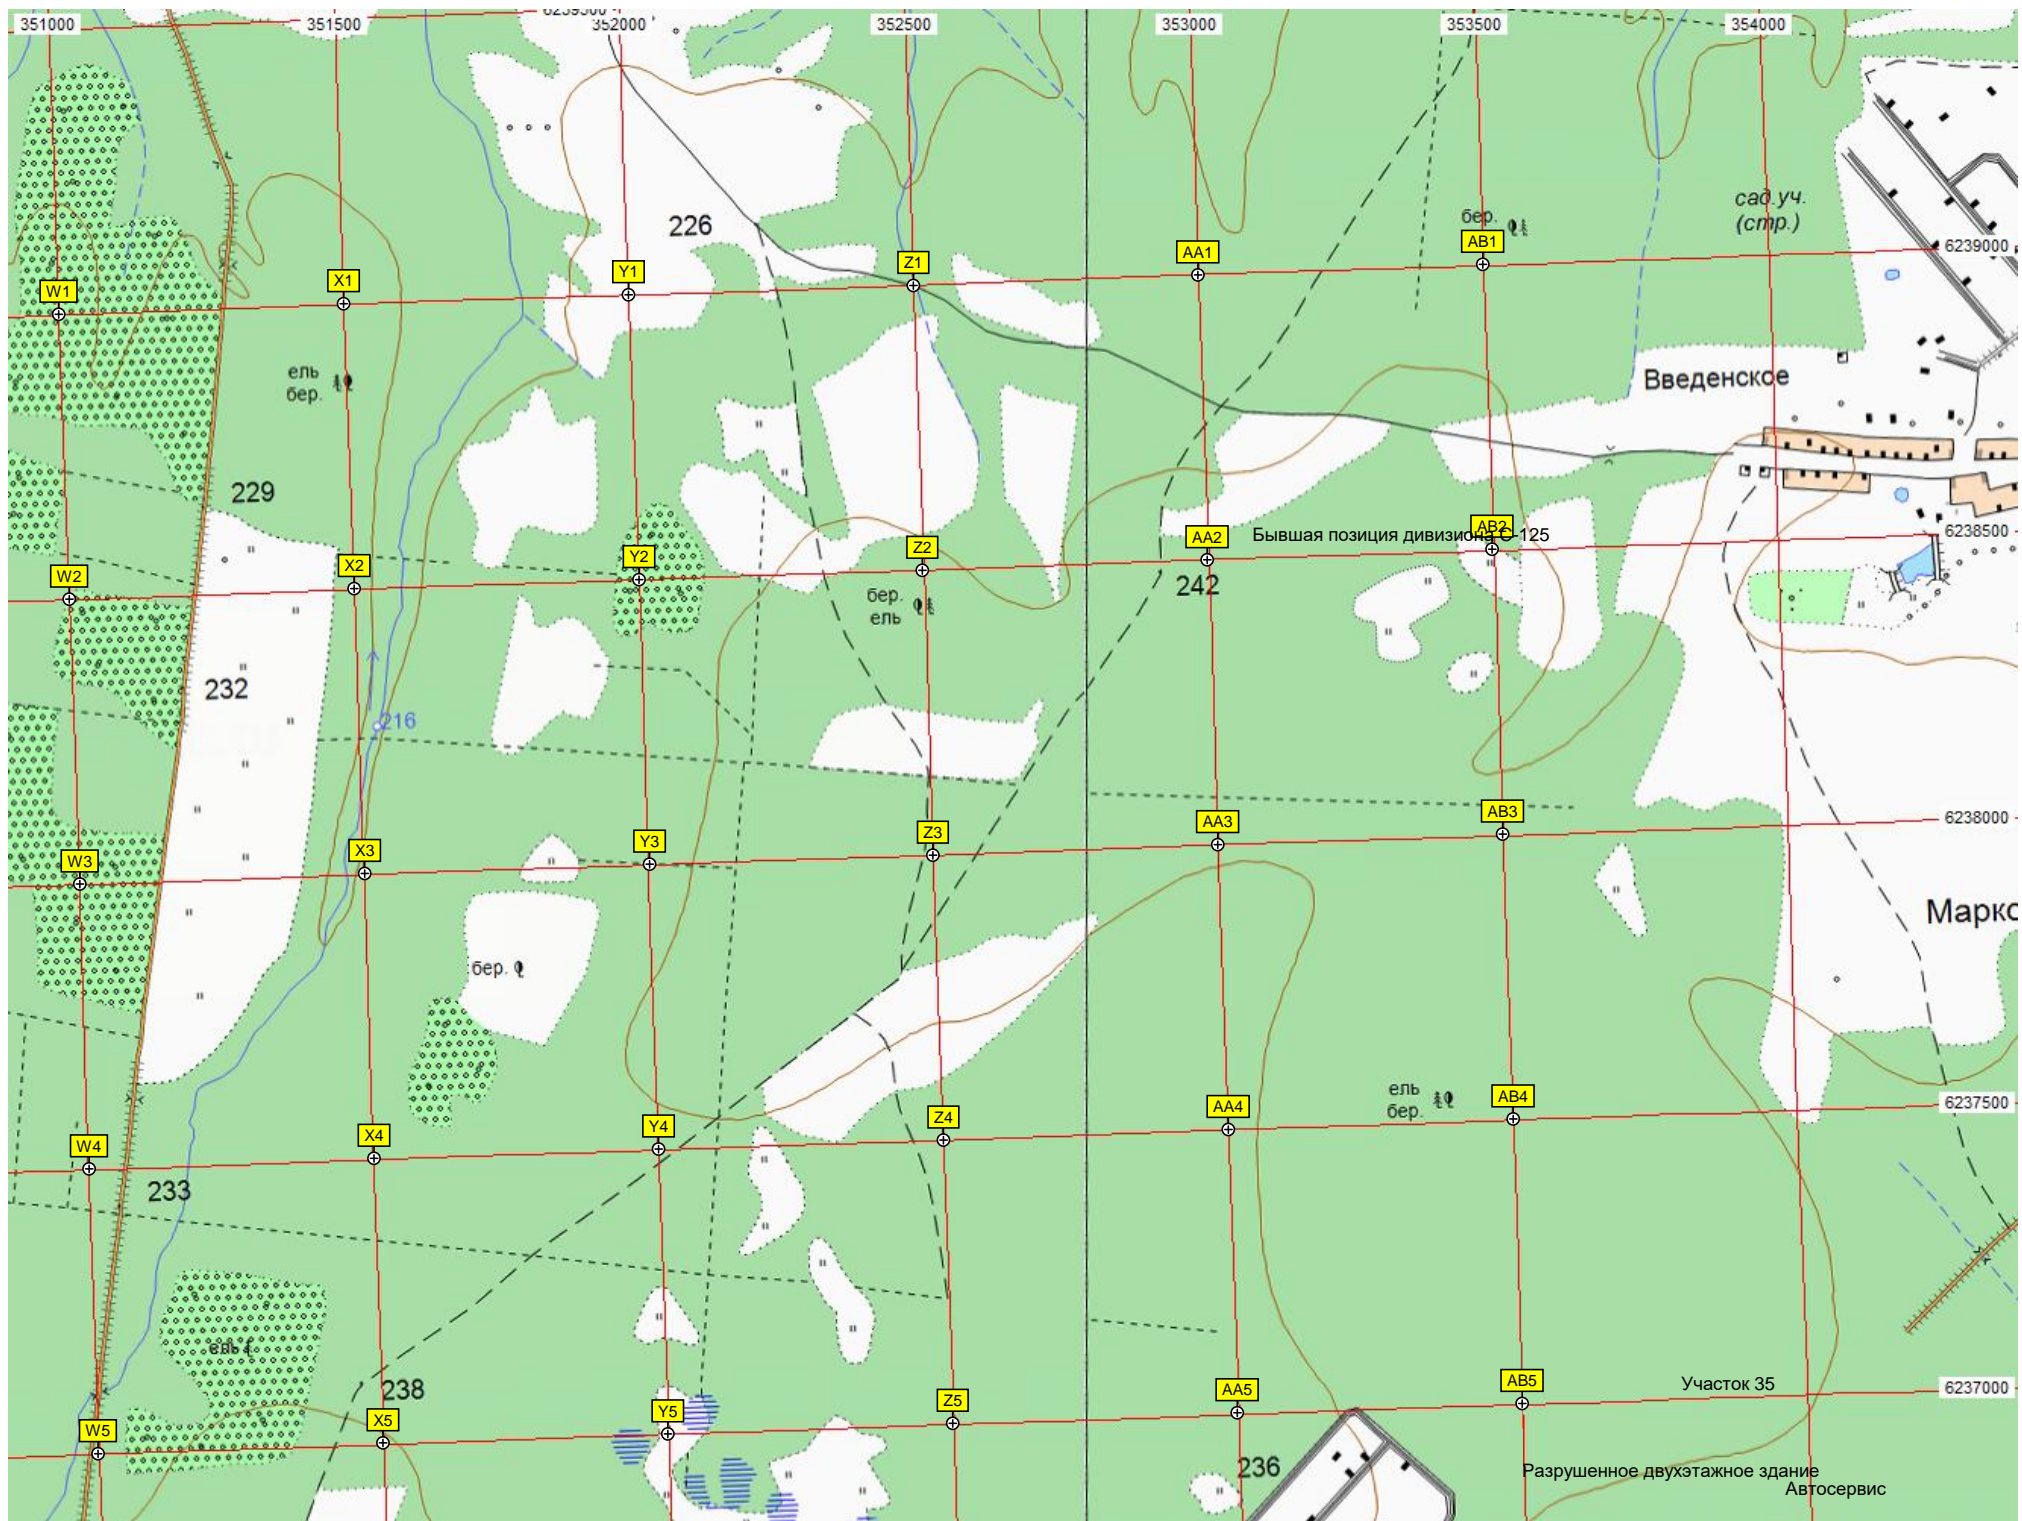 6239500
351000 351500 352000 352500 353000 353500 354000
сад.уч.
(стр.)
226
бер.
AB1
6239000
AA1
Z1
Y1
X1
W1
ель
бер.
Введенское
229
AB2
Бывшая позиция дивизиона С-125
6238500
AA2
Z2
Y2
X2
W2
242
бер.
ель
232
216
AB3
6238000
AA3
Z3
Y3
X3
W3
Марко
бер.
ель
бер.
AB4
6237500
AA4
Z4
Y4
X4
W4
233
ель
238
AB5
Участок 35
6237000
AA5
Z5
Y5
X5
W5
236
Разрушенное двухэтажное здание
Автосервис